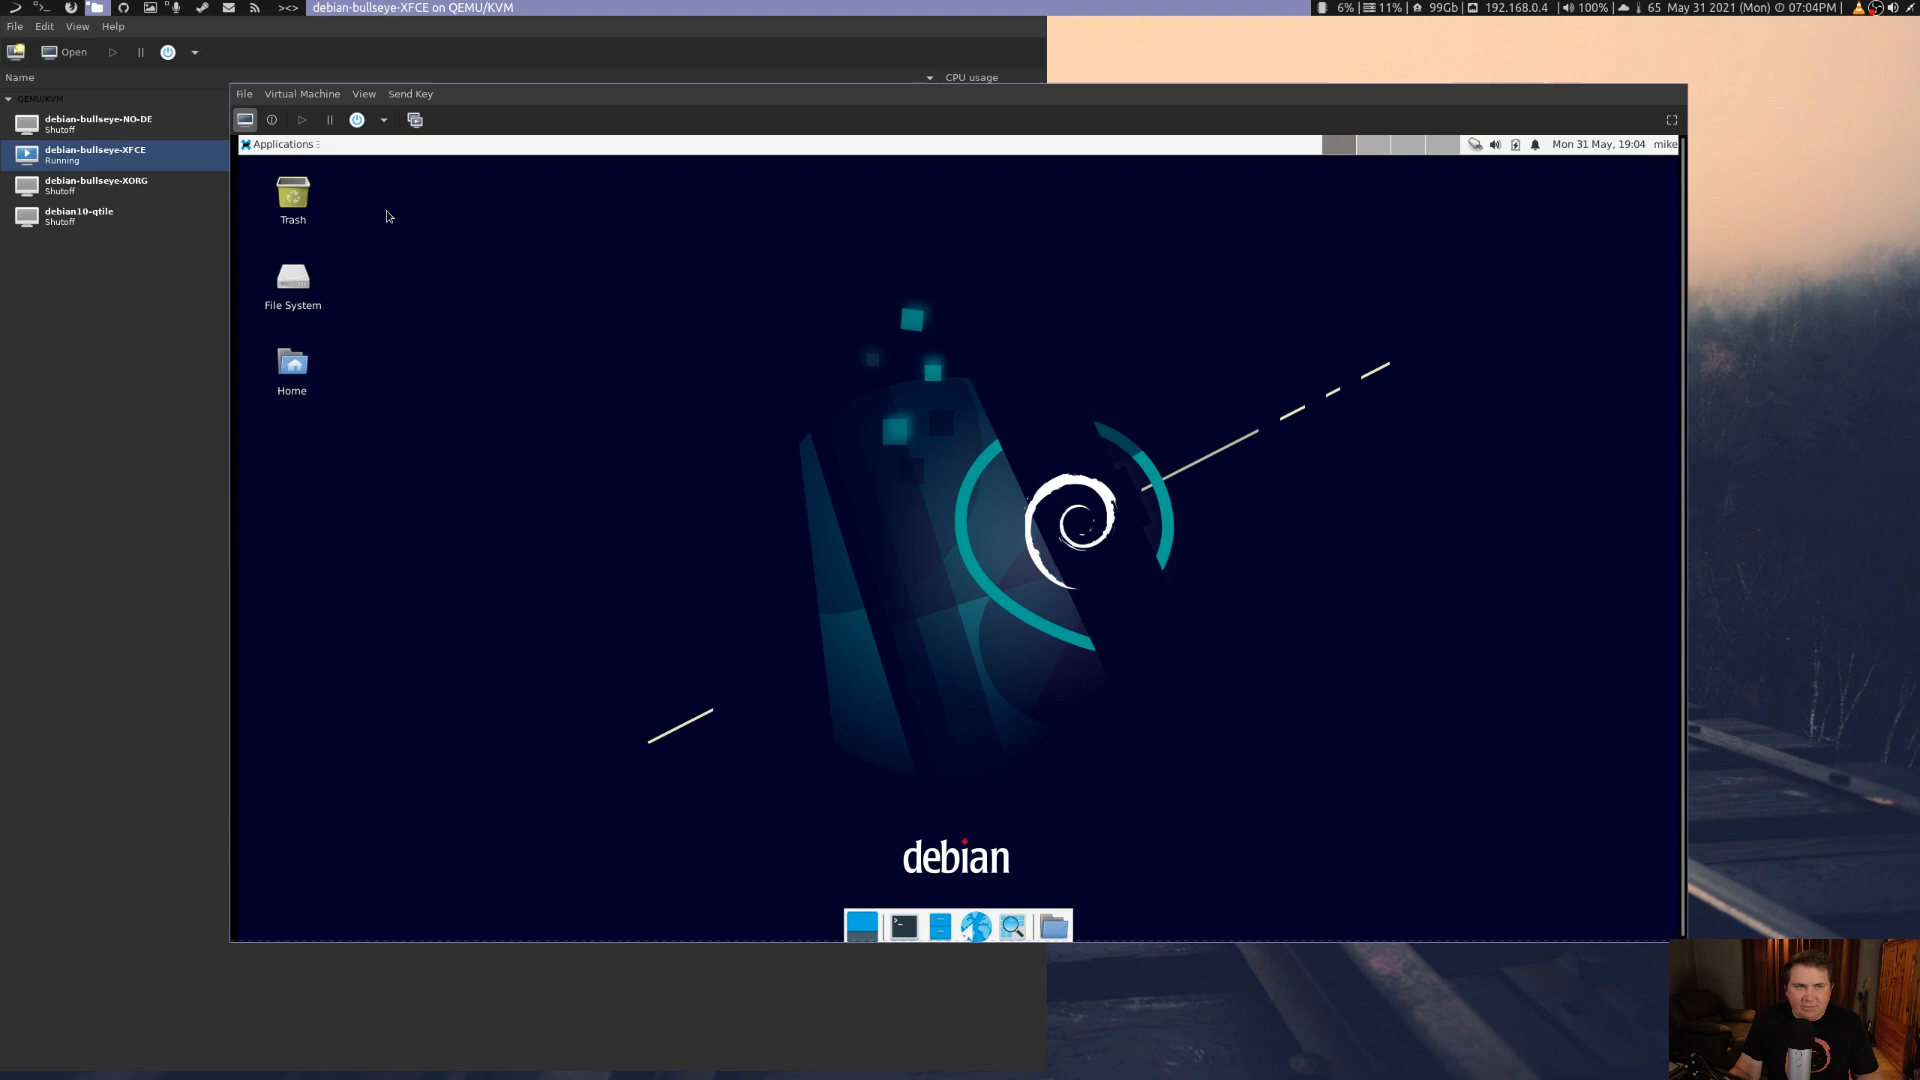 debian-bullseye-XFCE on QEMU/KVM
6% | 11% | 99Gb | 192.168.0.4 | 100% | 65 May 31 2021 (Mon) 07:04PM |
File Edit View Help
Open
Name
CPU usage
QEMU/KVM
debian-bullseye-NO-DE
Shutoff
debian-bullseye-XFCE
Running
debian-bullseye-XORG
Shutoff
debian10-qtile
Shutoff
File Virtual Machine View Send Key
Applications
Mon 31 May, 19:04 mike
Trash
File System
Home
debian